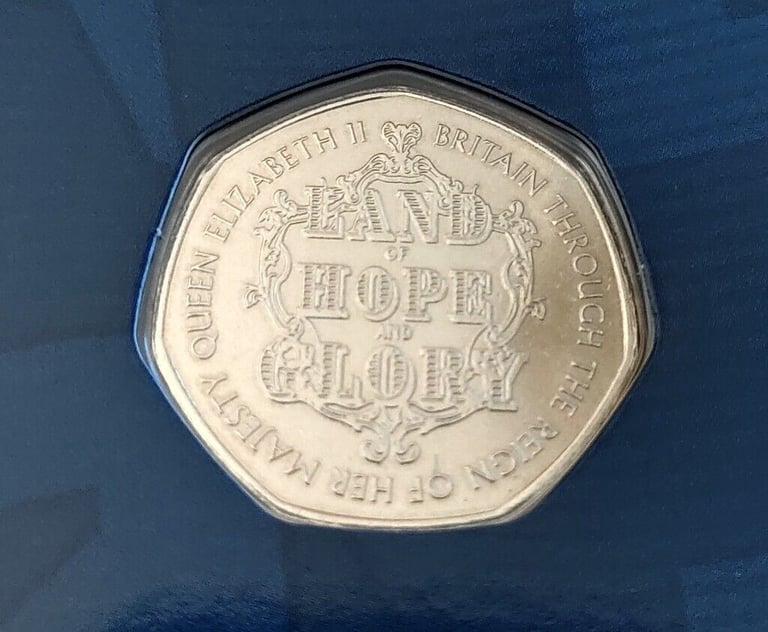 BRITAIN THROUGH THE REIGN OF HER MAJESTY QUEEN ELIZABETH II
LAND
OF
HOPE
AND
GLORY